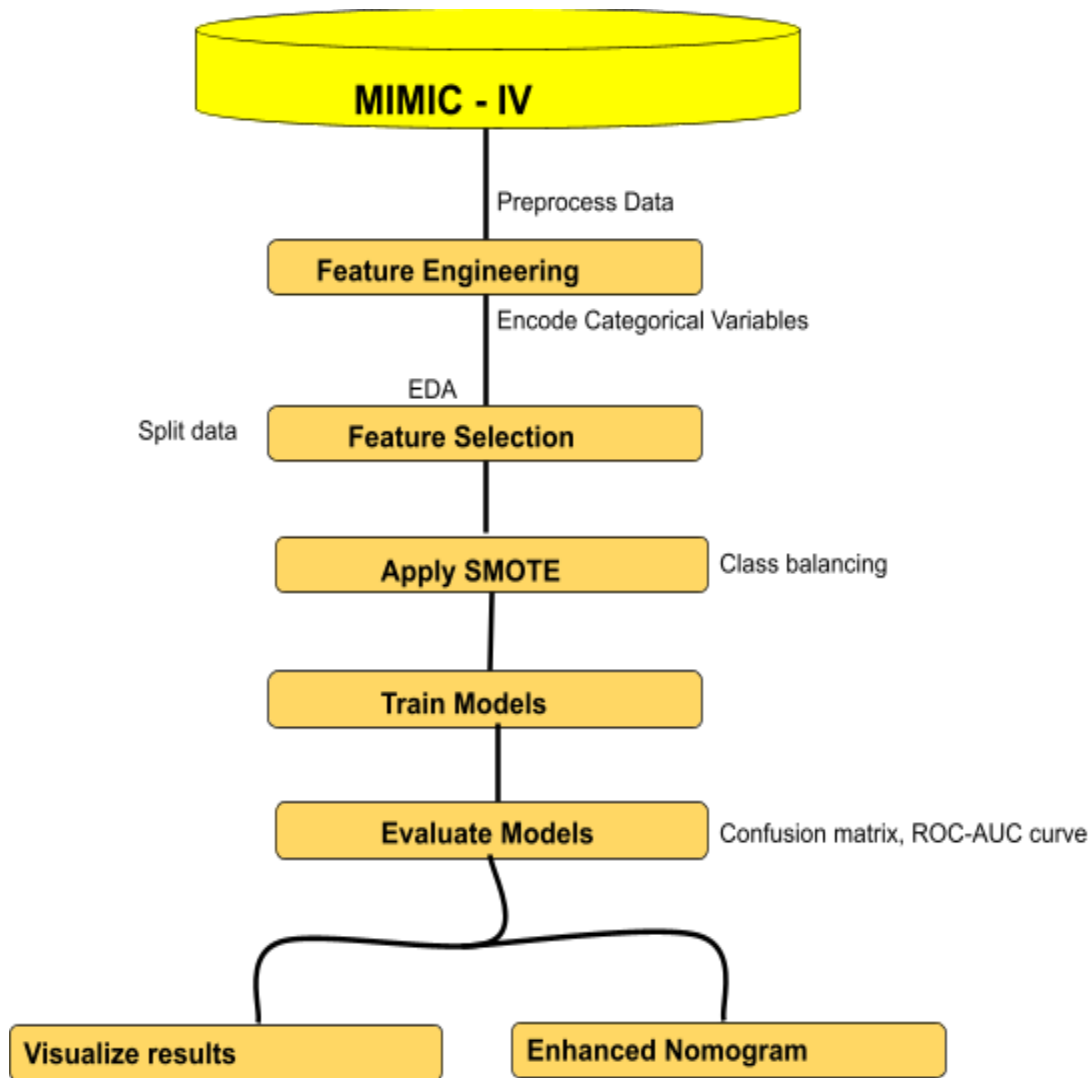 MIMIC - IV
Preprocess Data
Feature Engineering
Encode Categorical Variables
EDA
Split data
Feature Selection
Apply SMOTE
Class balancing
Train Models
Evaluate Models
Confusion matrix, ROC-AUC curve
Visualize results
Enhanced Nomogram